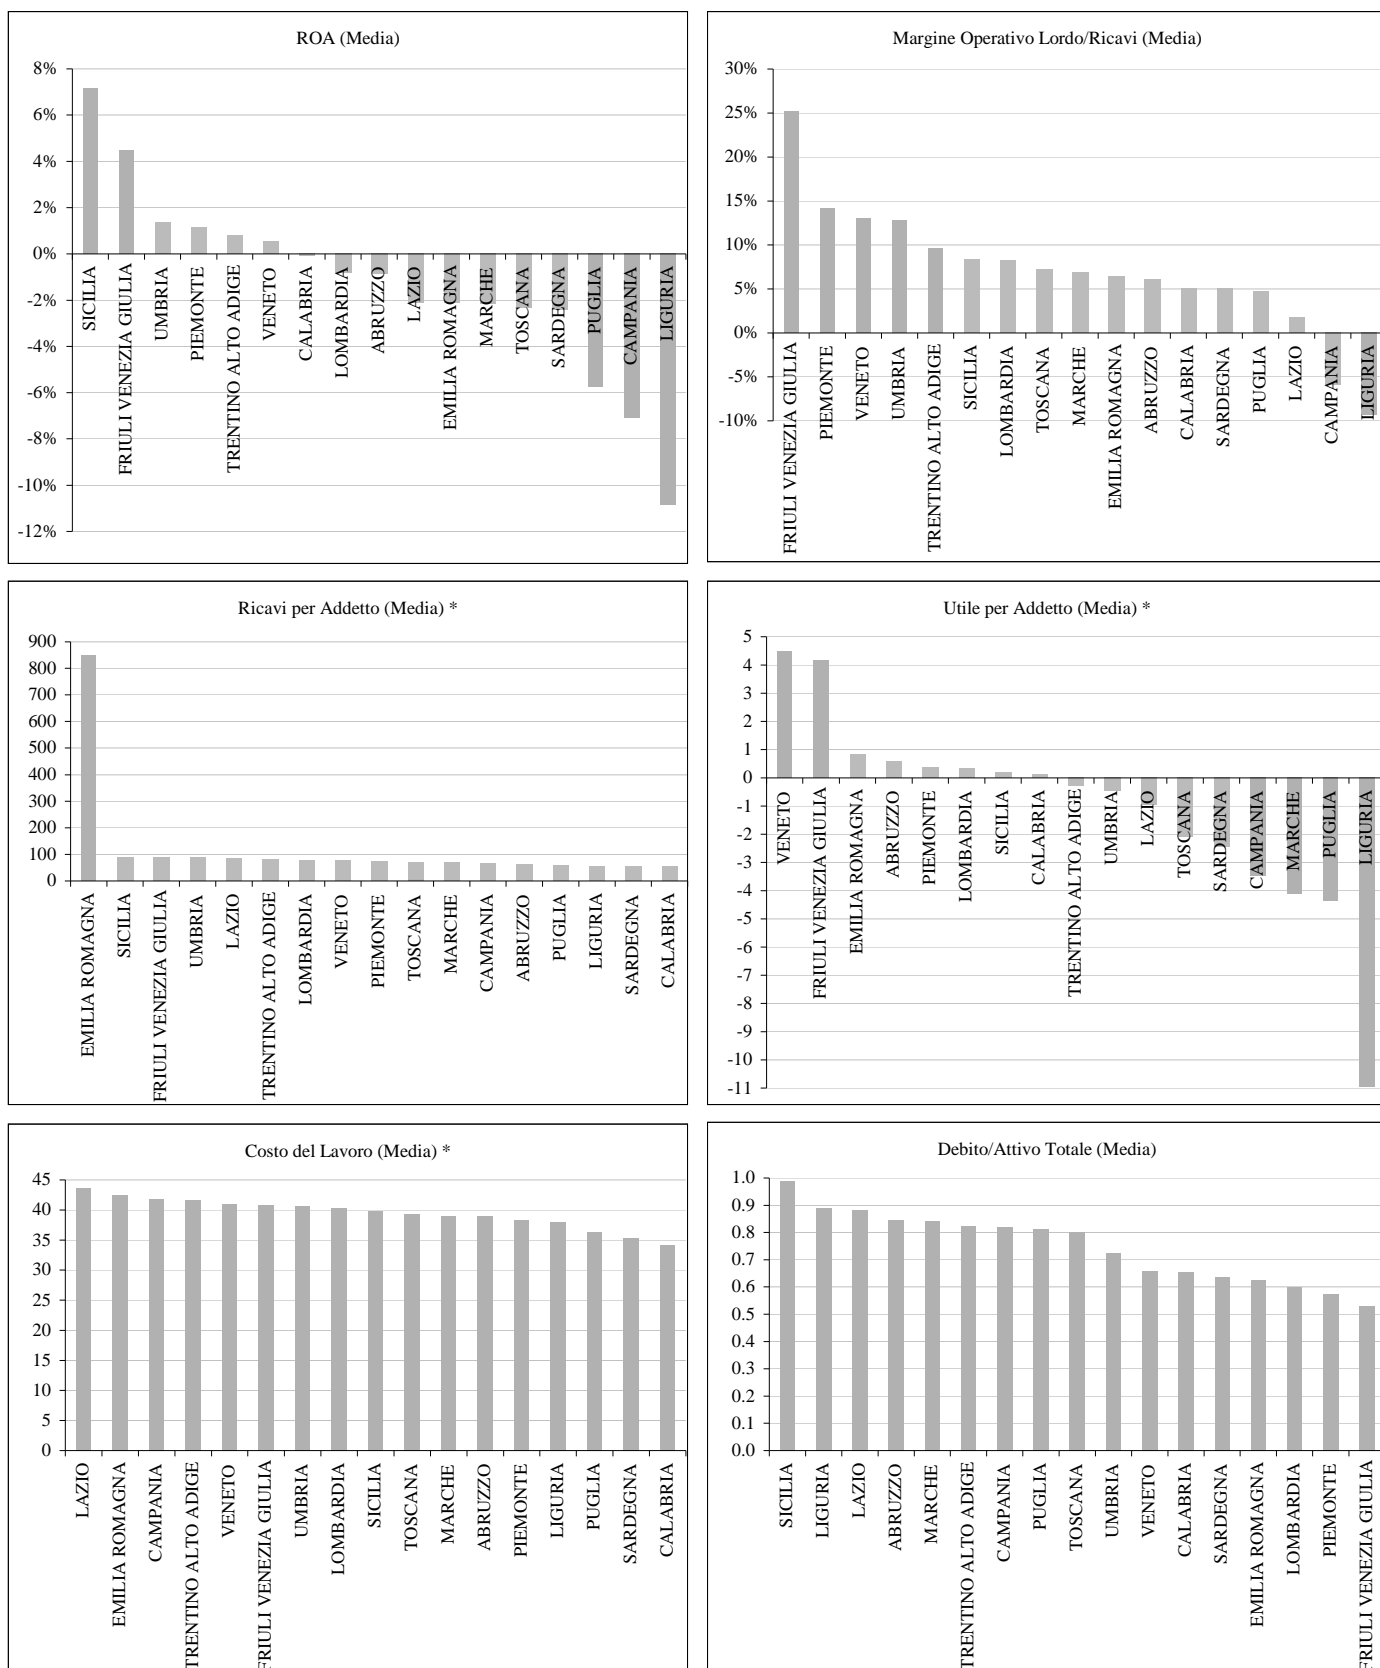 ROA (Media)
8%
6%
4%
2%
0%
-2%
-4%
-6%
-8%
-10%
-12%
SICILIA
FRIULI VENEZIA GIULIA
UMBRIA
PIEMONTE
TRENTINO ALTO ADIGE
VENETO
CALABRIA
LOMBARDIA
ABRUZZO
LAZIO
EMILIA ROMAGNA
MARCHE
TOSCANA
SARDEGNA
PUGLIA
CAMPANIA
LIGURIA
Margine Operativo Lordo/Ricavi (Media)
30%
25%
20%
15%
10%
5%
0%
-5%
-10%
FRIULI VENEZIA GIULIA
PIEMONTE
VENETO
UMBRIA
TRENTINO ALTO ADIGE
SICILIA
LOMBARDIA
TOSCANA
MARCHE
EMILIA ROMAGNA
ABRUZZO
CALABRIA
SARDEGNA
PUGLIA
LAZIO
CAMPANIA
LIGURIA
Ricavi per Addetto (Media) *
900
800
700
600
500
400
300
200
100
0
EMILIA ROMAGNA
SICILIA
FRIULI VENEZIA GIULIA
UMBRIA
LAZIO
TRENTINO ALTO ADIGE
LOMBARDIA
VENETO
PIEMONTE
TOSCANA
MARCHE
CAMPANIA
ABRUZZO
PUGLIA
LIGURIA
SARDEGNA
CALABRIA
Utile per Addetto (Media) *
5
4
3
2
1
0
-1
-2
-3
-4
-5
-6
-7
-8
-9
-10
-11
VENETO
FRIULI VENEZIA GIULIA
EMILIA ROMAGNA
ABRUZZO
PIEMONTE
LOMBARDIA
SICILIA
CALABRIA
TRENTINO ALTO ADIGE
UMBRIA
LAZIO
TOSCANA
SARDEGNA
CAMPANIA
MARCHE
PUGLIA
LIGURIA
Costo del Lavoro (Media) *
45
40
35
30
25
20
15
10
5
0
LAZIO
EMILIA ROMAGNA
CAMPANIA
TRENTINO ALTO ADIGE
VENETO
FRIULI VENEZIA GIULIA
UMBRIA
LOMBARDIA
SICILIA
TOSCANA
MARCHE
ABRUZZO
PIEMONTE
LIGURIA
PUGLIA
SARDEGNA
CALABRIA
Debito/Attivo Totale (Media)
1.0
0.9
0.8
0.7
0.6
0.5
0.4
0.3
0.2
0.1
0.0
SICILIA
LIGURIA
LAZIO
ABRUZZO
MARCHE
TRENTINO ALTO ADIGE
CAMPANIA
PUGLIA
TOSCANA
UMBRIA
VENETO
CALABRIA
SARDEGNA
EMILIA ROMAGNA
LOMBARDIA
PIEMONTE
FRIULI VENEZIA GIULIA